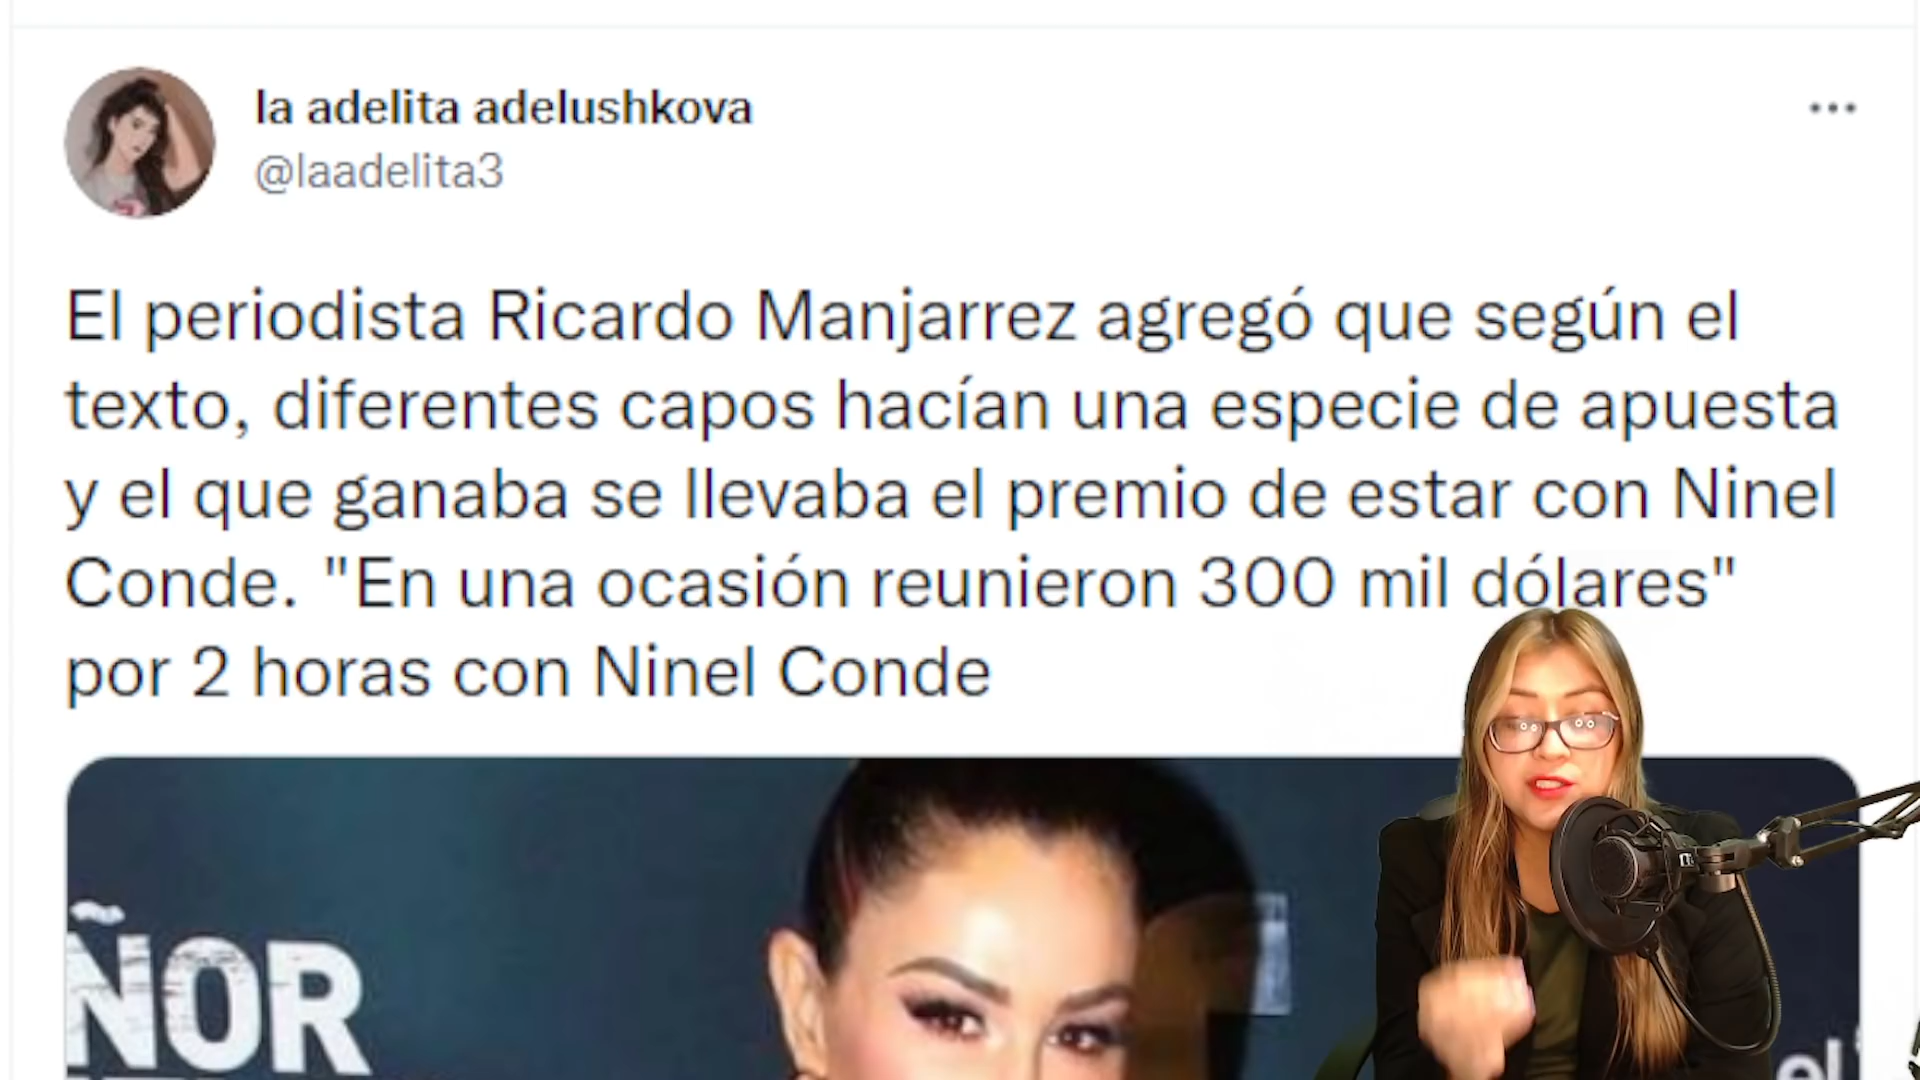 la adelita adelushkova
@laadelita3
El periodista Ricardo Manjarrez agregó que según el
texto, diferentes capos hacían una especie de apuesta
y el que ganaba se llevaba el premio de estar con Ninel
Conde. "En una ocasión reunieron 300 mil dólares"
por 2 horas con Ninel Conde
ÑOR
el